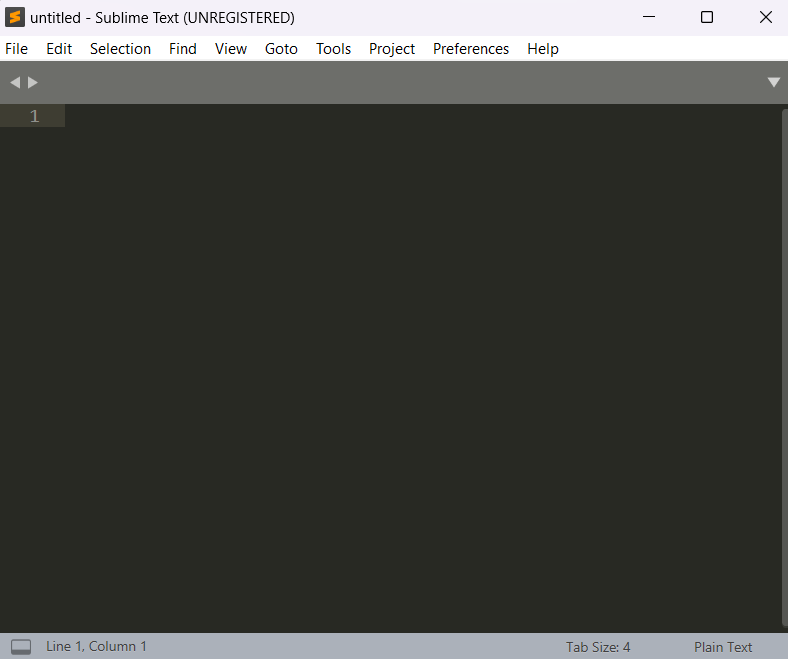 untitled - Sublime Text (UNREGISTERED)
File Edit Selection Find View Goto Tools Project Preferences Help
1
Line 1, Column 1 Tab Size: 4 Plain Text